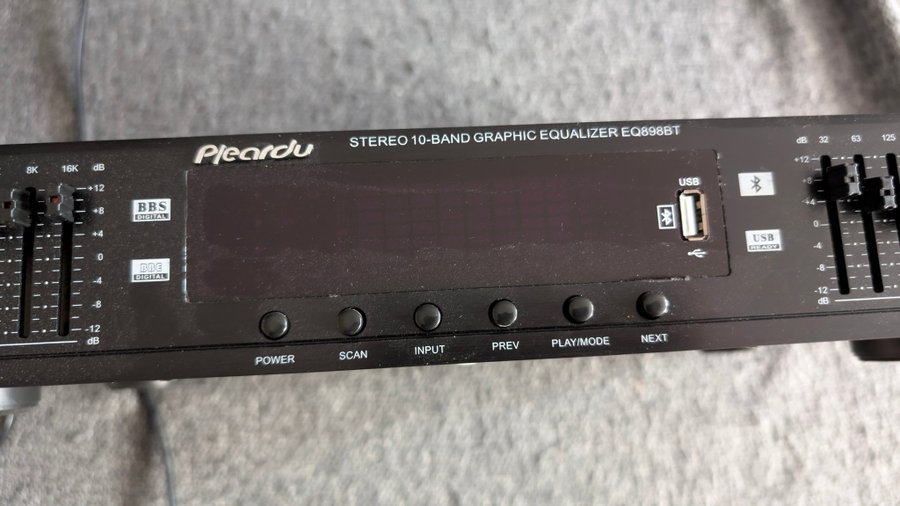 Pleardu
STEREO 10-BAND GRAPHIC EQUALIZER EQ898BT
8K 16K dB
+12
+8
+4
0
-4
-8
-12
dB
BBS
DIGITAL
BBE
DIGITAL
USB
USB
READY
32 63 125
dB
+12
+8
+4
0
-4
-8
-12
dB
POWER
SCAN
INPUT
PREV
PLAY/MODE
NEXT